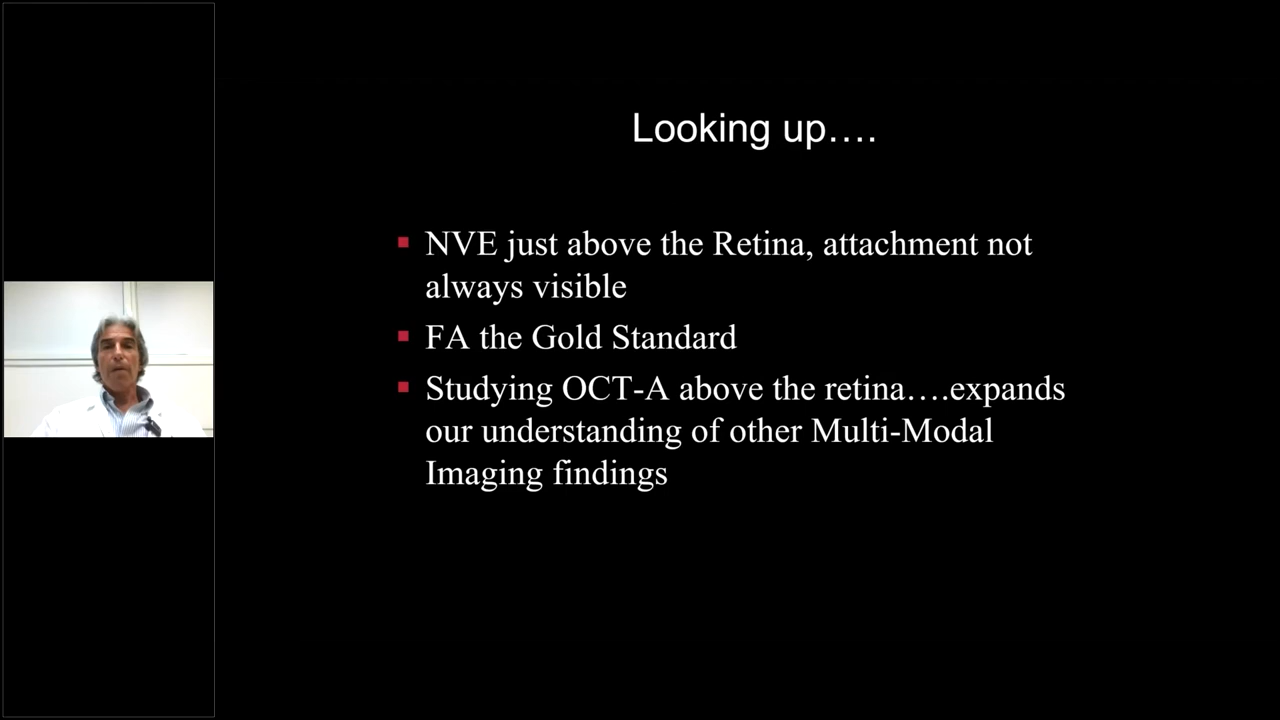 Looking up….
▪ NVE just above the Retina, attachment not
always visible
▪ FA the Gold Standard
▪ Studying OCT-A above the retina….expands
our understanding of other Multi-Modal
Imaging findings